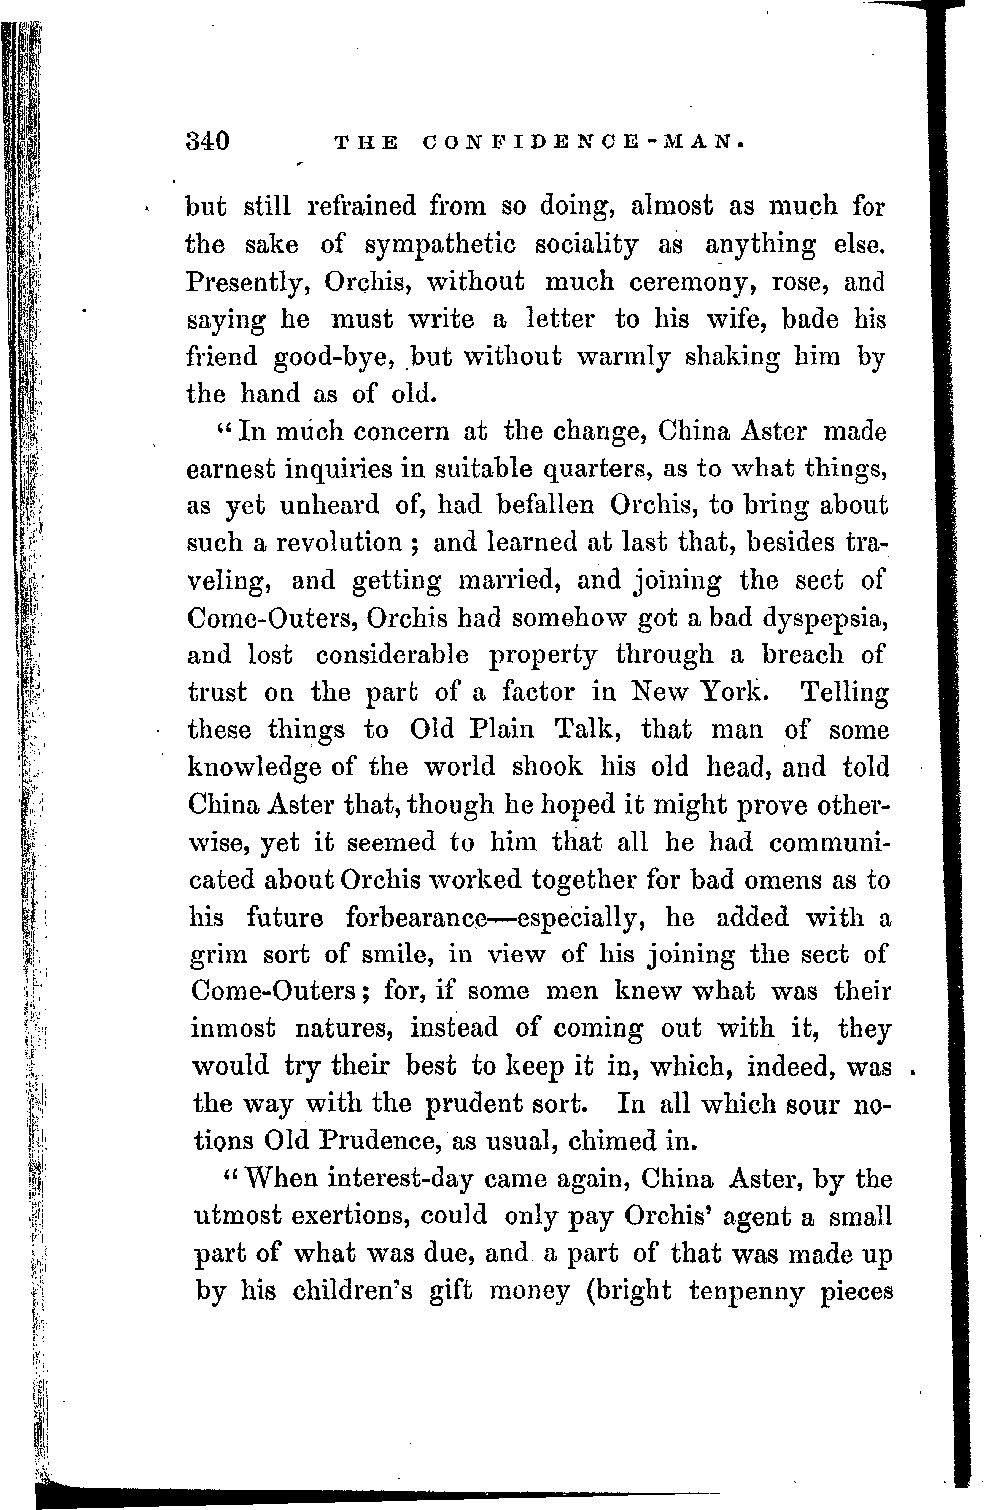 340 THE CONFIDENCE-MAN.
but still refrained from so doing, almost as much for
the sake of sympathetic sociality as anything else.
Presently, Orchis, without much ceremony, rose, and
saying he must write a letter to his wife, bade his
friend good-bye, but without warmly shaking him by
the hand as of old.
“In much concern at the change, China Aster made
earnest inquiries in suitable quarters, as to what things,
as yet unheard of, had befallen Orchis, to bring about
such a revolution ; and learned at last that, besides tra-
veling, and getting married, and joining the sect of
Come-Outers, Orchis had somehow got a bad dyspepsia,
and lost considerable property through a breach of
trust on the part of a factor in New York. Telling
these things to Old Plain Talk, that man of some
knowledge of the world shook his old head, and told
China Aster that, though he hoped it might prove other-
wise, yet it seemed to him that all he had communi-
cated about Orchis worked together for bad omens as to
his future forbearance—especially, he added with a
grim sort of smile, in view of his joining the sect of
Come-Outers; for, if some men knew what was their
inmost natures, instead of coming out with it, they
would try their best to keep it in, which, indeed, was
the way with the prudent sort. In all which sour no-
tions Old Prudence, as usual, chimed in.
“When interest-day came again, China Aster, by the
utmost exertions, could only pay Orchis’ agent a small
part of what was due, and a part of that was made up
by his children’s gift money (bright tenpenny pieces